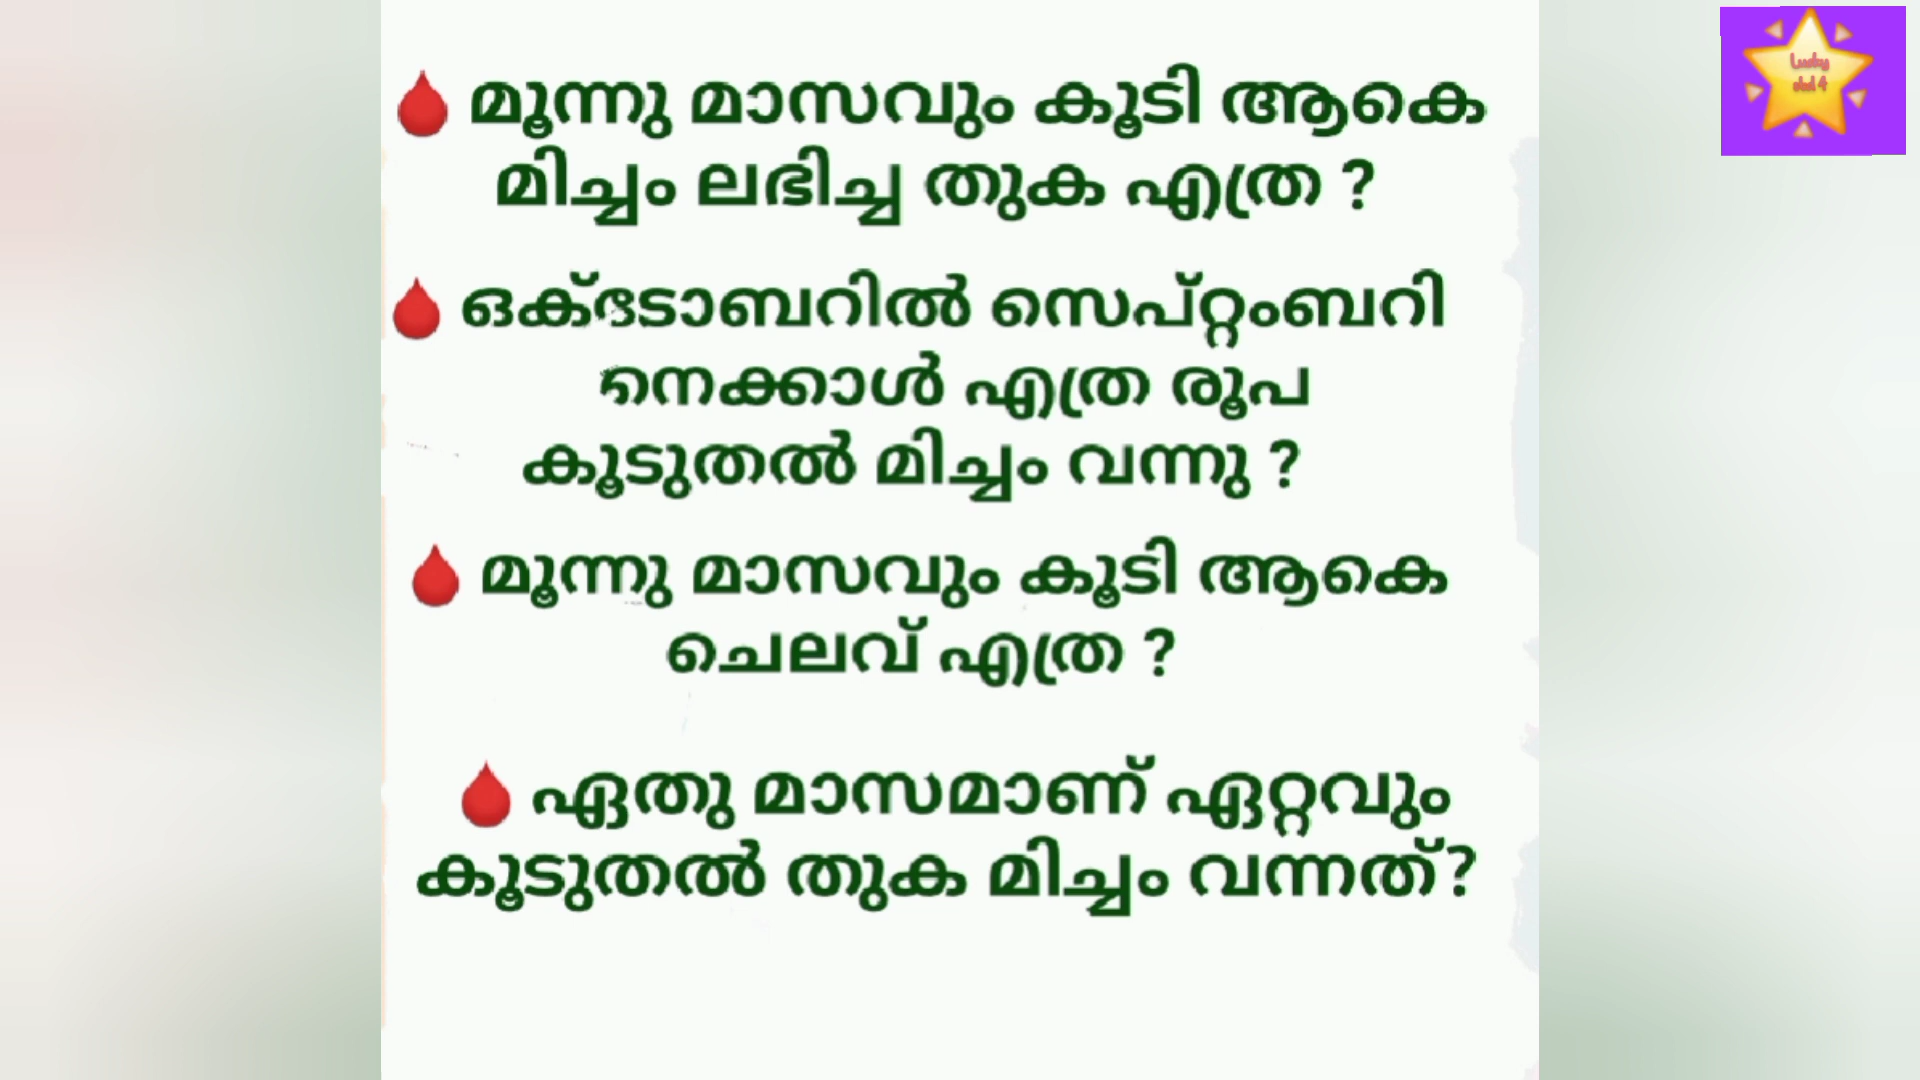 മൂന്നു മാസവും കൂടി ആകെ
മിച്ചം ലഭിച്ച തുക എത്ര ?
ഒക്ടോബറിൽ സെപ്റ്റംബറി
നെക്കാൾ എത്ര രൂപ
കൂടുതൽ മിച്ചം വന്നു ?
മൂന്നു മാസവും കൂടി ആകെ
ചെലവ് എത്ര ?
ഏതു മാസമാണ് ഏറ്റവും
കൂടുതൽ തുക മിച്ചം വന്നത്?